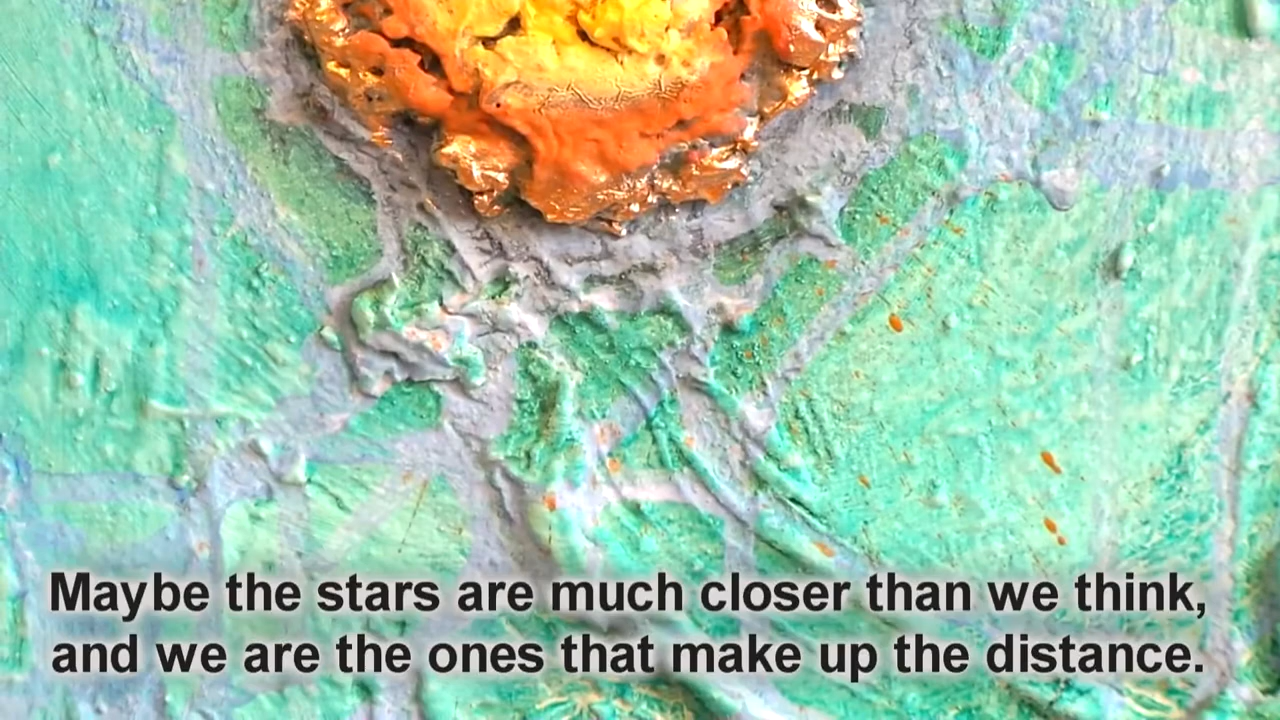 Maybe the stars are much closer than we think,
and we are the ones that make up the distance.